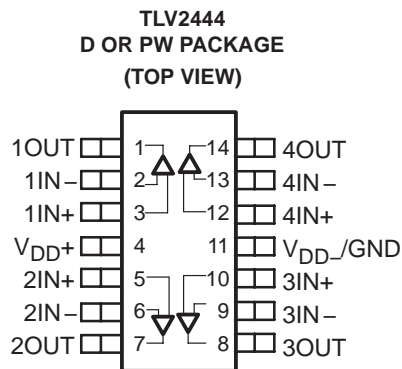 TLV2444
D OR PW PACKAGE
(TOP VIEW)
1OUT 1 14 4OUT
1IN− 2 13 4IN−
1IN+ 3 12 4IN+
VDD+ 4 11 VDD−/GND
2IN+ 5 10 3IN+
2IN− 6 9 3IN−
2OUT 7 8 3OUT